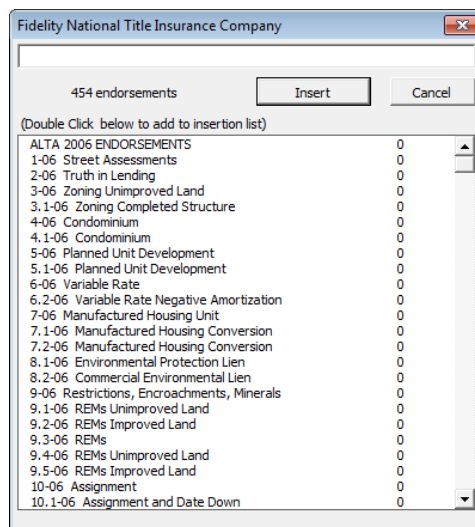 Fidelity National Title Insurance Company
454 endorsements Insert Cancel
(Double Click below to add to insertion list)
ALTA 2006 ENDORSEMENTS 0
1-06 Street Assessments 0
2-06 Truth in Lending 0
3-06 Zoning Unimproved Land 0
3.1-06 Zoning Completed Structure 0
4-06 Condominium 0
4.1-06 Condominium 0
5-06 Planned Unit Development 0
5.1-06 Planned Unit Development 0
6-06 Variable Rate 0
6.2-06 Variable Rate Negative Amortization 0
7-06 Manufactured Housing Unit 0
7.1-06 Manufactured Housing Conversion 0
7.2-06 Manufactured Housing Conversion 0
8.1-06 Environmental Protection Lien 0
8.2-06 Commercial Environmental Lien 0
9-06 Restrictions, Encroachments, Minerals 0
9.1-06 REMs Unimproved Land 0
9.2-06 REMs Improved Land 0
9.3-06 REMs 0
9.4-06 REMs Unimproved Land 0
9.5-06 REMs Improved Land 0
10-06 Assignment 0
10.1-06 Assignment and Date Down 0